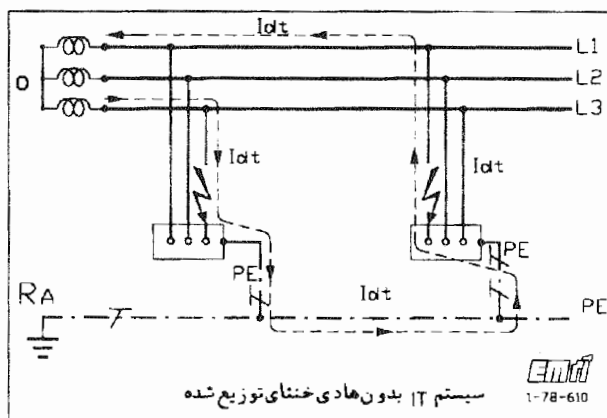 Idt
L1
O
L2
L3
Idt
Idt
PE
PE
RA
Idt
PE
سیستم IT بدون هادی خنثای توزیع شده
Emril
1-78-610